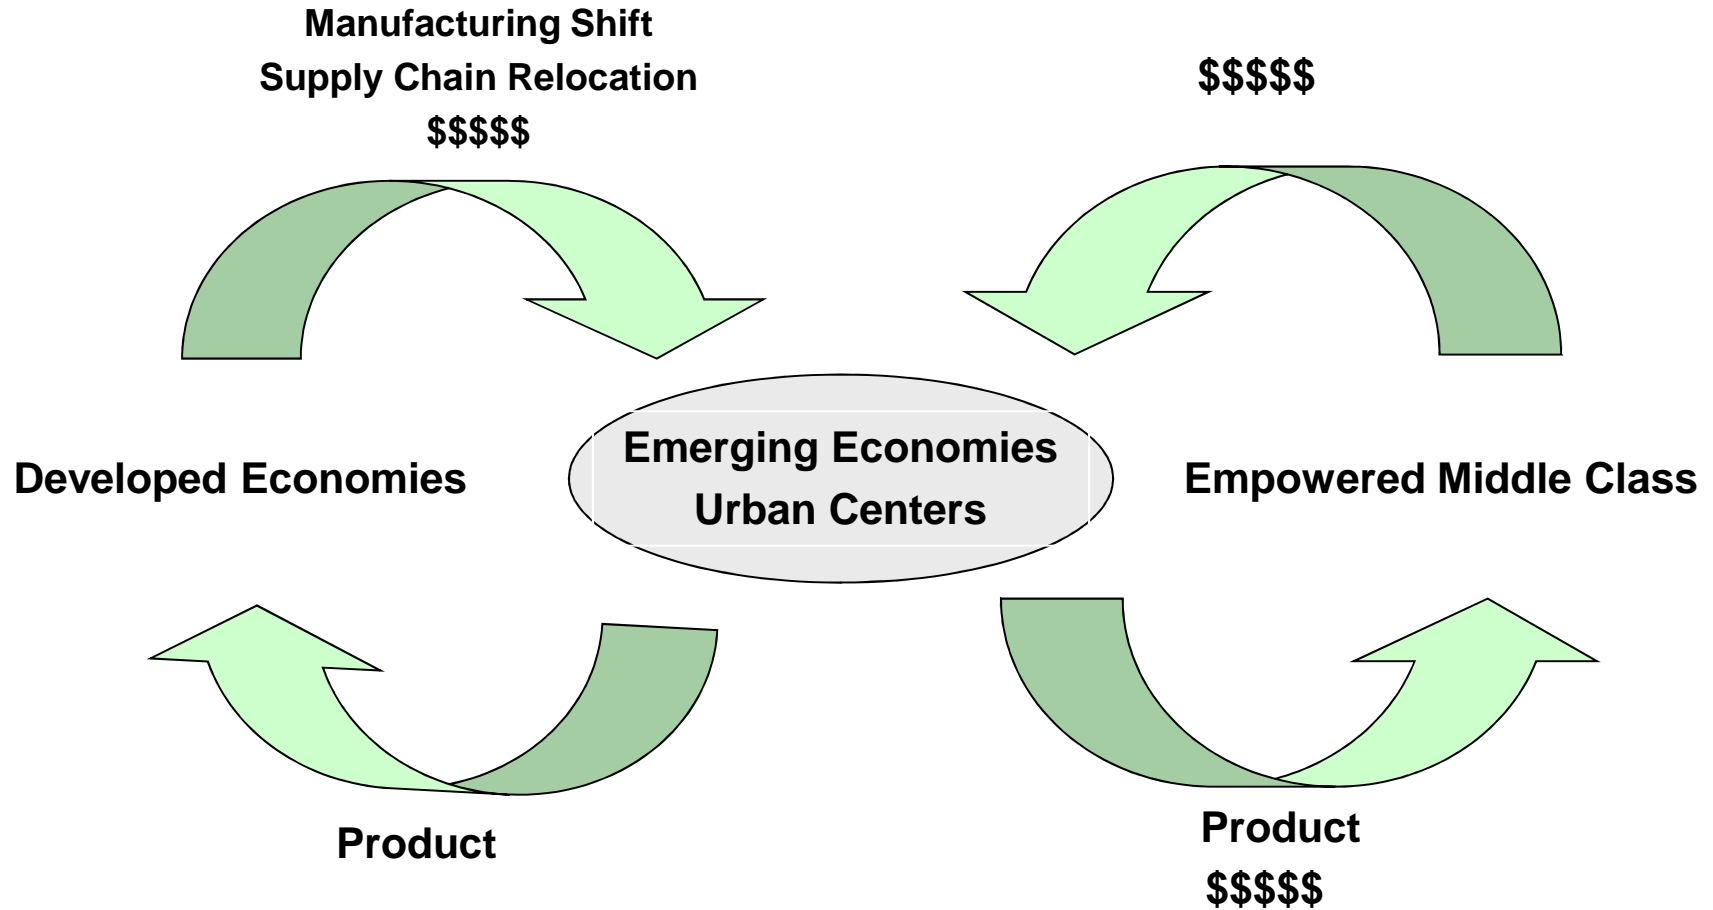 Manufacturing Shift
Supply Chain Relocation
$$$$$
$$$$$
Developed Economies
Emerging Economies
Urban Centers
Empowered Middle Class
Product
Product
$$$$$